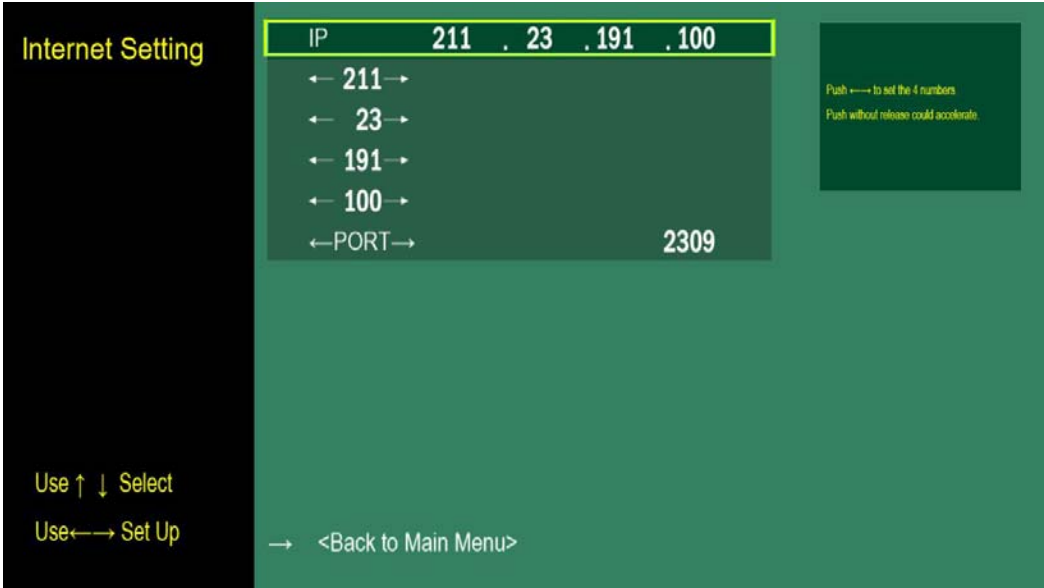 Internet Setting
IP 211 . 23 . 191 . 100
← 211→
← 23→
← 191→
← 100→
←PORT→ 2309
Push ←→ to set the 4 numbers
Push without release could accelerate.
Use ↑ ↓ Select
Use←→ Set Up
→ <Back to Main Menu>